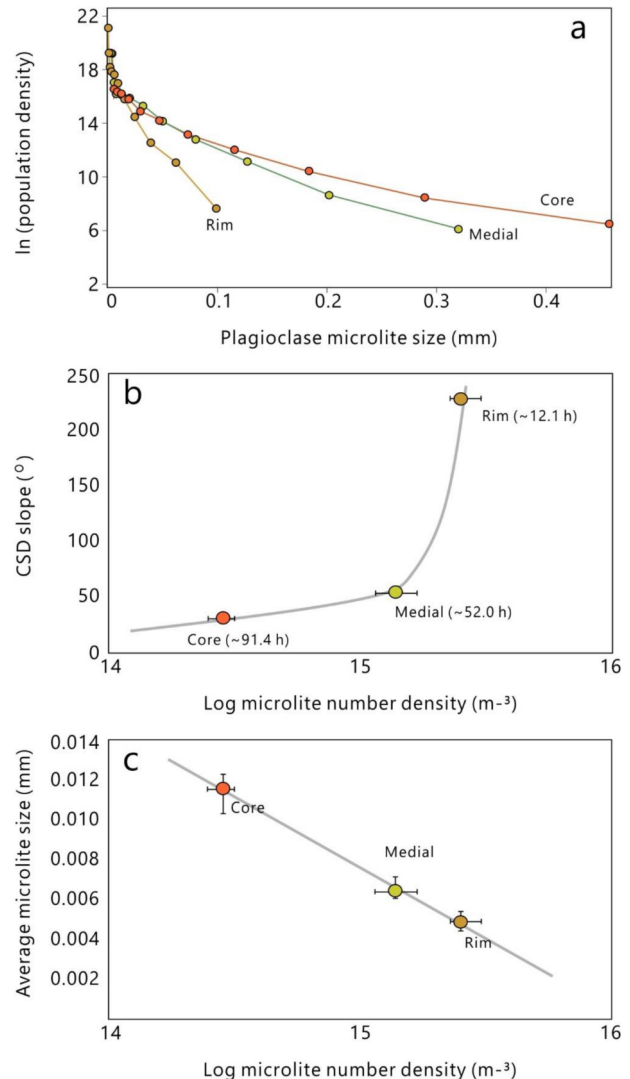 a
22
18
14
10
6
2
ln (population density)
Core
Medial
Rim
0
0.1
0.2
0.3
0.4
Plagioclase microlite size (mm)
b
250
200
150
100
50
0
CSD slope (°)
Rim (~12.1 h)
Medial (~52.0 h)
Core (~91.4 h)
14
15
16
Log microlite number density (m-³)
c
0.014
0.012
0.010
0.008
0.006
0.004
0.002
Average microlite size (mm)
Core
Medial
Rim
14
15
16
Log microlite number density (m-³)